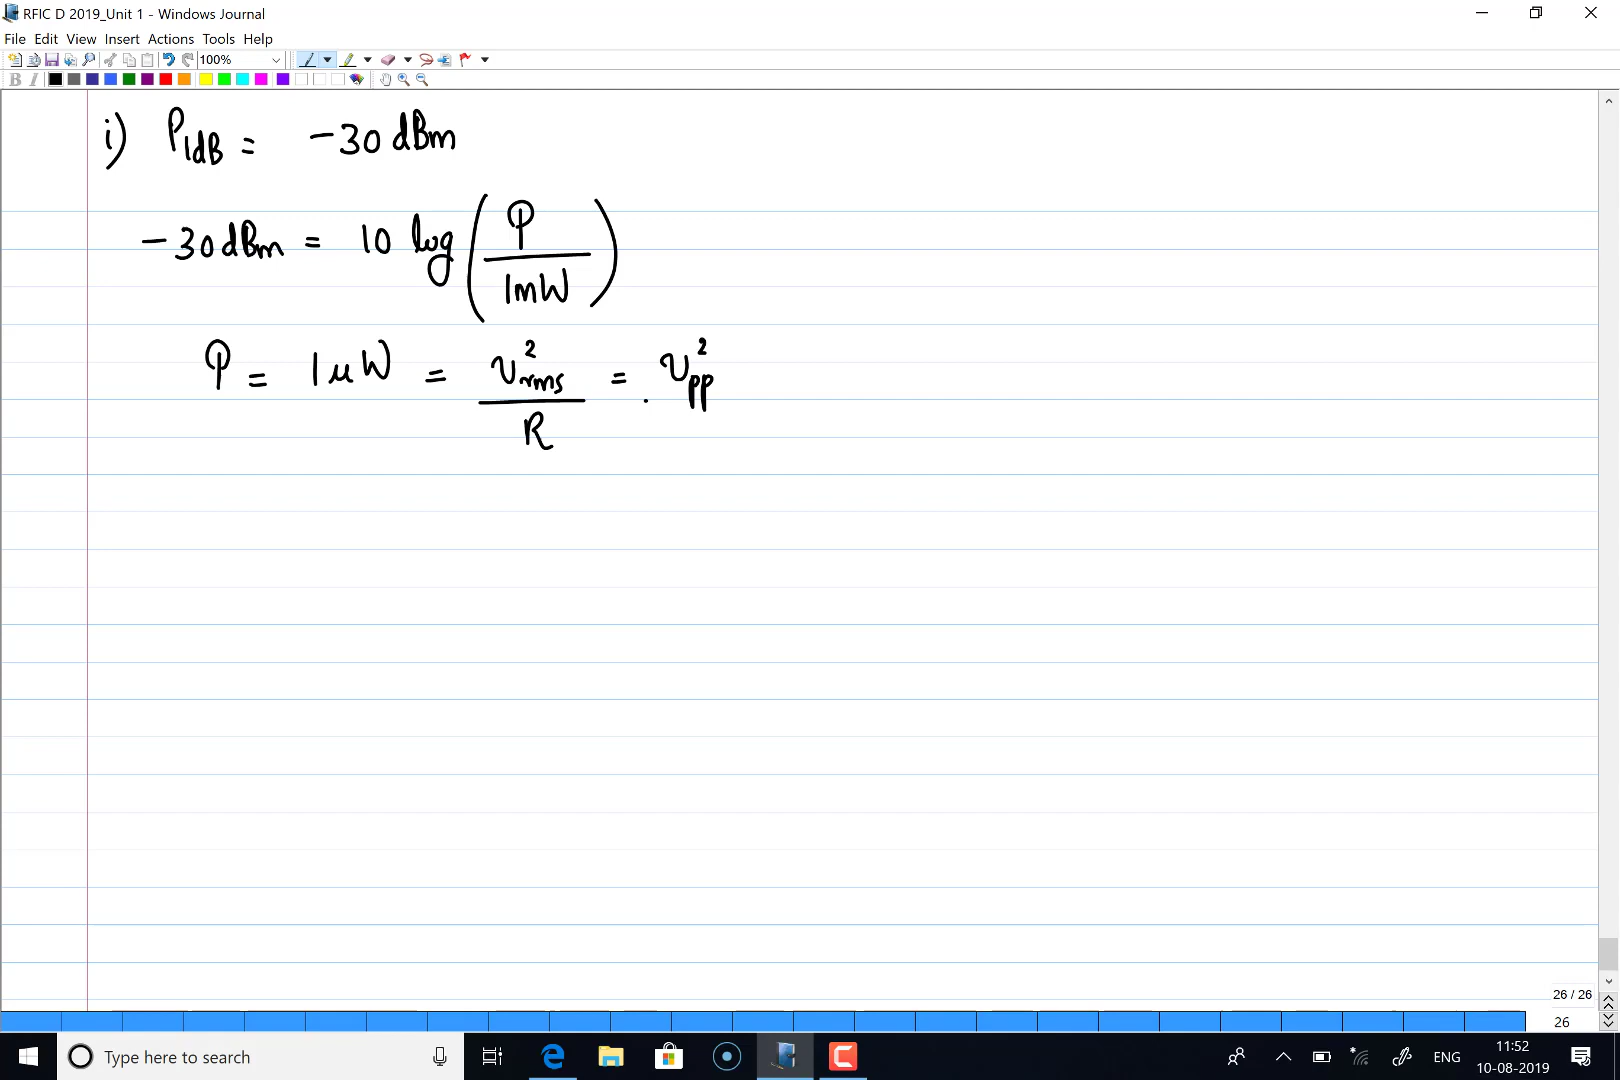 RFIC D 2019_Unit 1 - Windows Journal
File Edit View Insert Actions Tools Help
100%
B I
i) P1dB = -30 dBm
-30 dBm = 10 log (P / 1mW)
P = 1 μW = v²rms / R = v²pp
26 / 26
26
Type here to search
ENG
11:52
10-08-2019